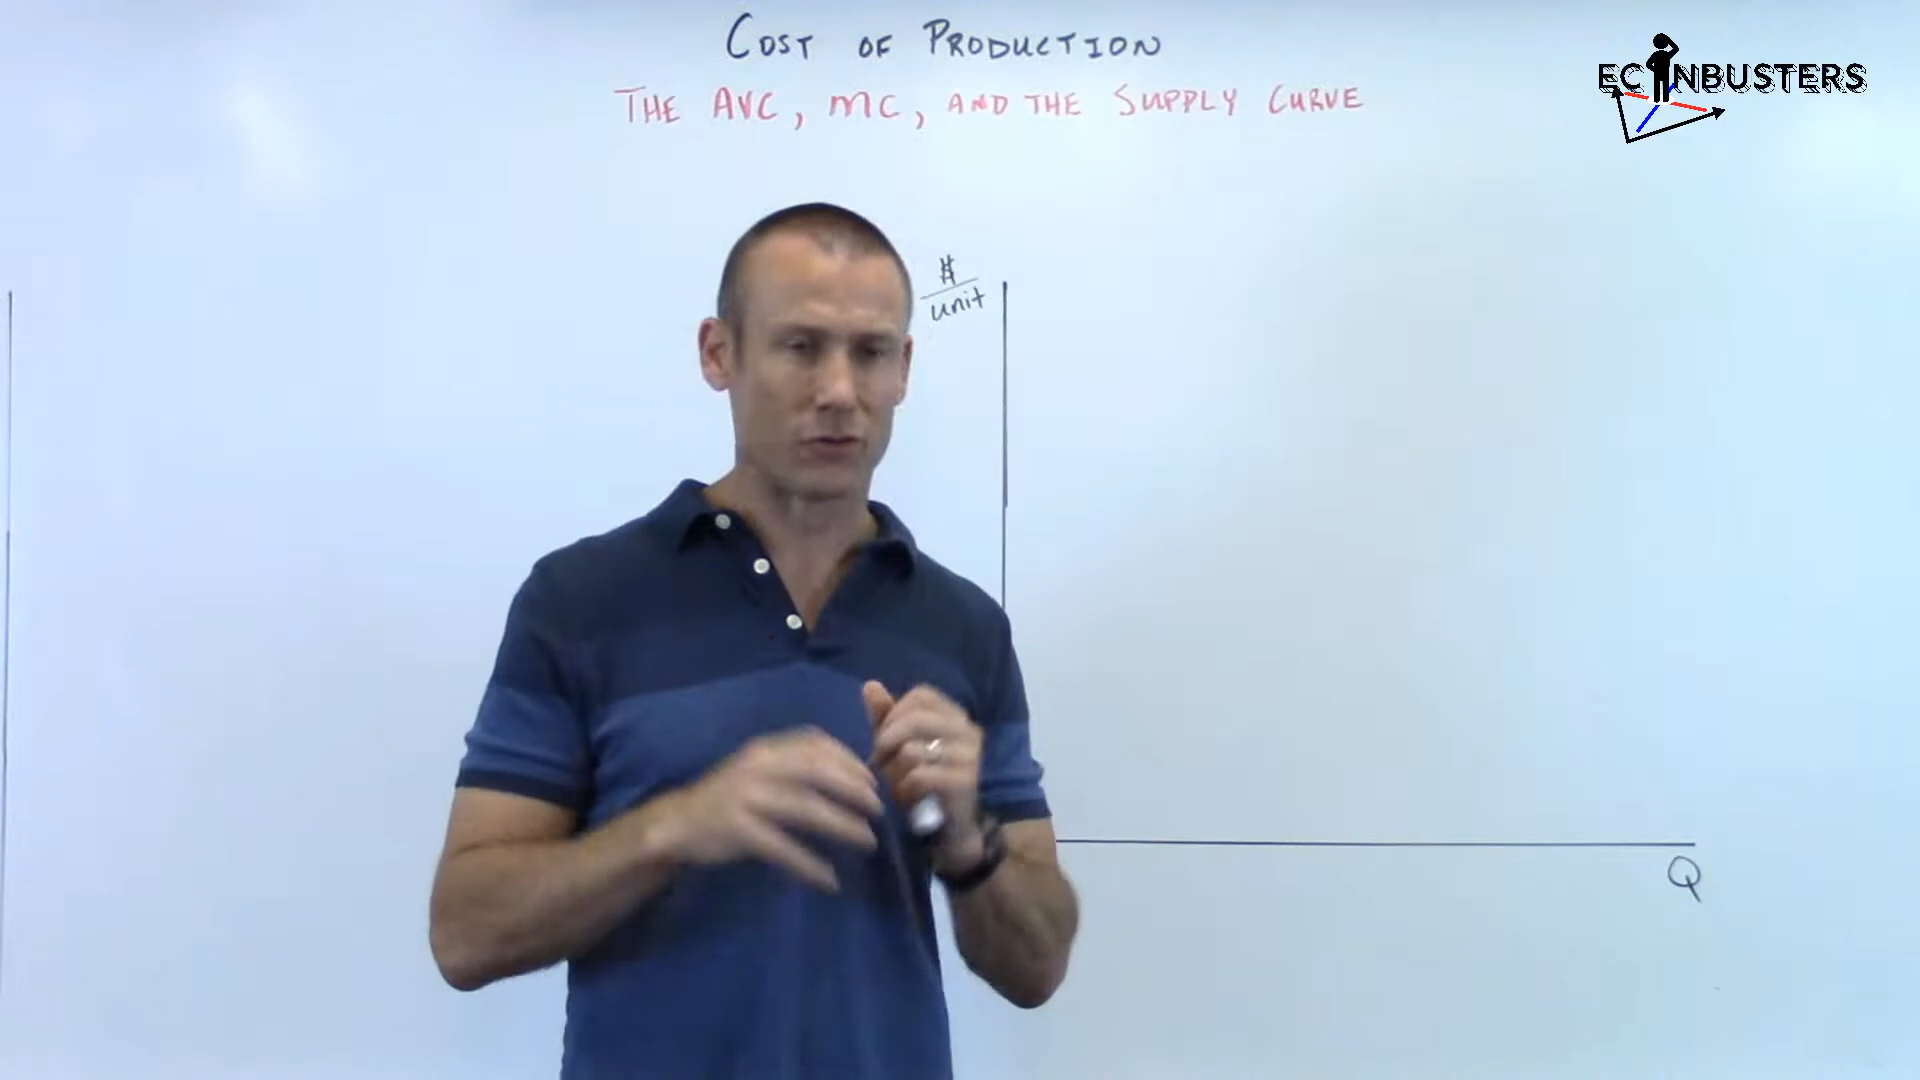 COST OF PRODUCTION
THE AVC, MC, AND THE SUPPLY CURVE
ECONBUSTERS
$
unit
Q